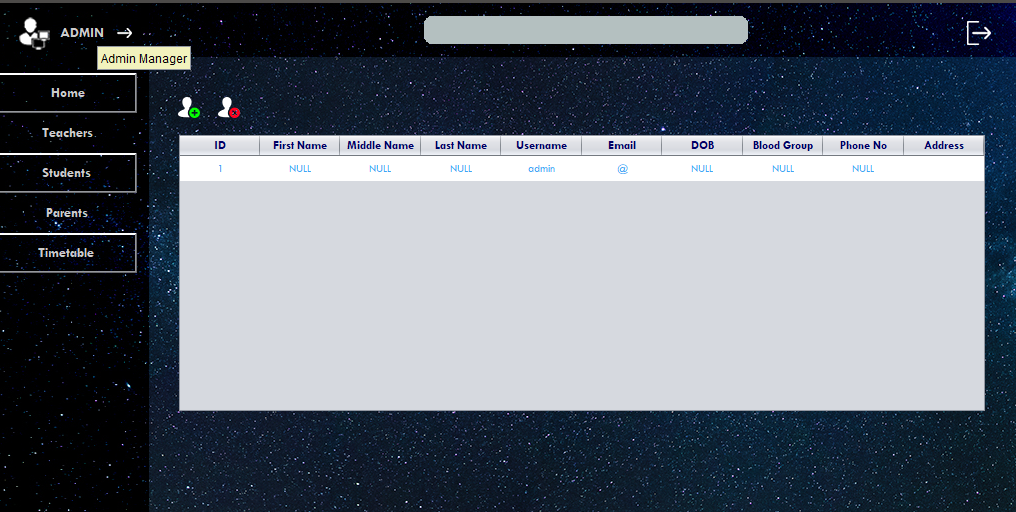 ADMIN
Admin Manager
Home
Teachers
Students
Parents
Timetable
ID First Name Middle Name Last Name Username Email DOB Blood Group Phone No Address
1 NULL NULL NULL admin @ NULL NULL NULL